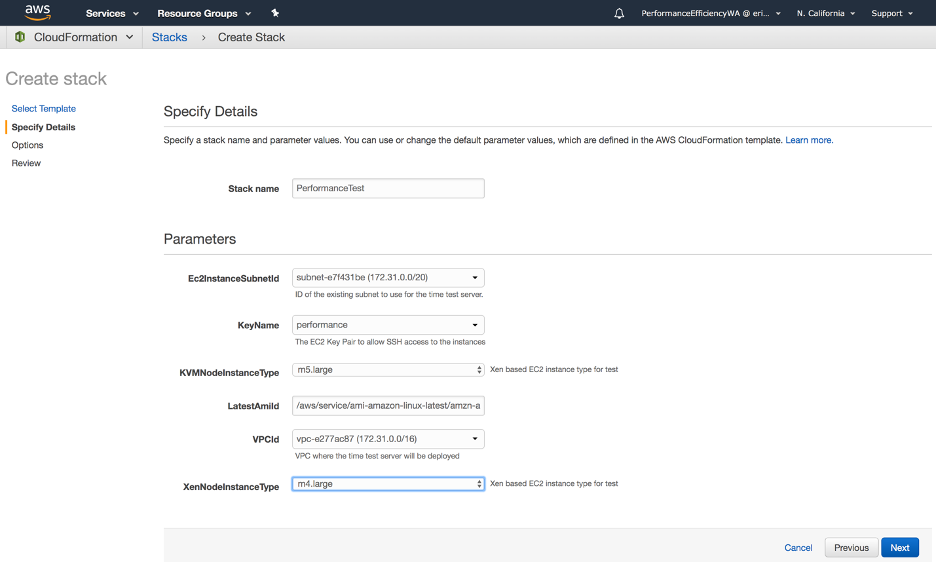 aws
Services
Resource Groups
PerformanceEfficiencyWA @ eri...
N. California
Support
CloudFormation
Stacks
Create Stack
Create stack
Select Template
Specify Details
Options
Review
Specify Details
Specify a stack name and parameter values. You can use or change the default parameter values, which are defined in the AWS CloudFormation template. Learn more.
Stack name PerformanceTest
Parameters
Ec2InstanceSubnetId subnet-e7f431be (172.31.0.0/20)
ID of the existing subnet to use for the time test server.
KeyName performance
The EC2 Key Pair to allow SSH access to the instances
KVMNodeInstanceType m5.large Xen based EC2 instance type for test
LatestAmiId /aws/service/ami-amazon-linux-latest/amzn-a
VPCId vpc-e277ac87 (172.31.0.0/16)
VPC where the time test server will be deployed
XenNodeInstanceType m4.large Xen based EC2 instance type for test
Cancel
Previous
Next